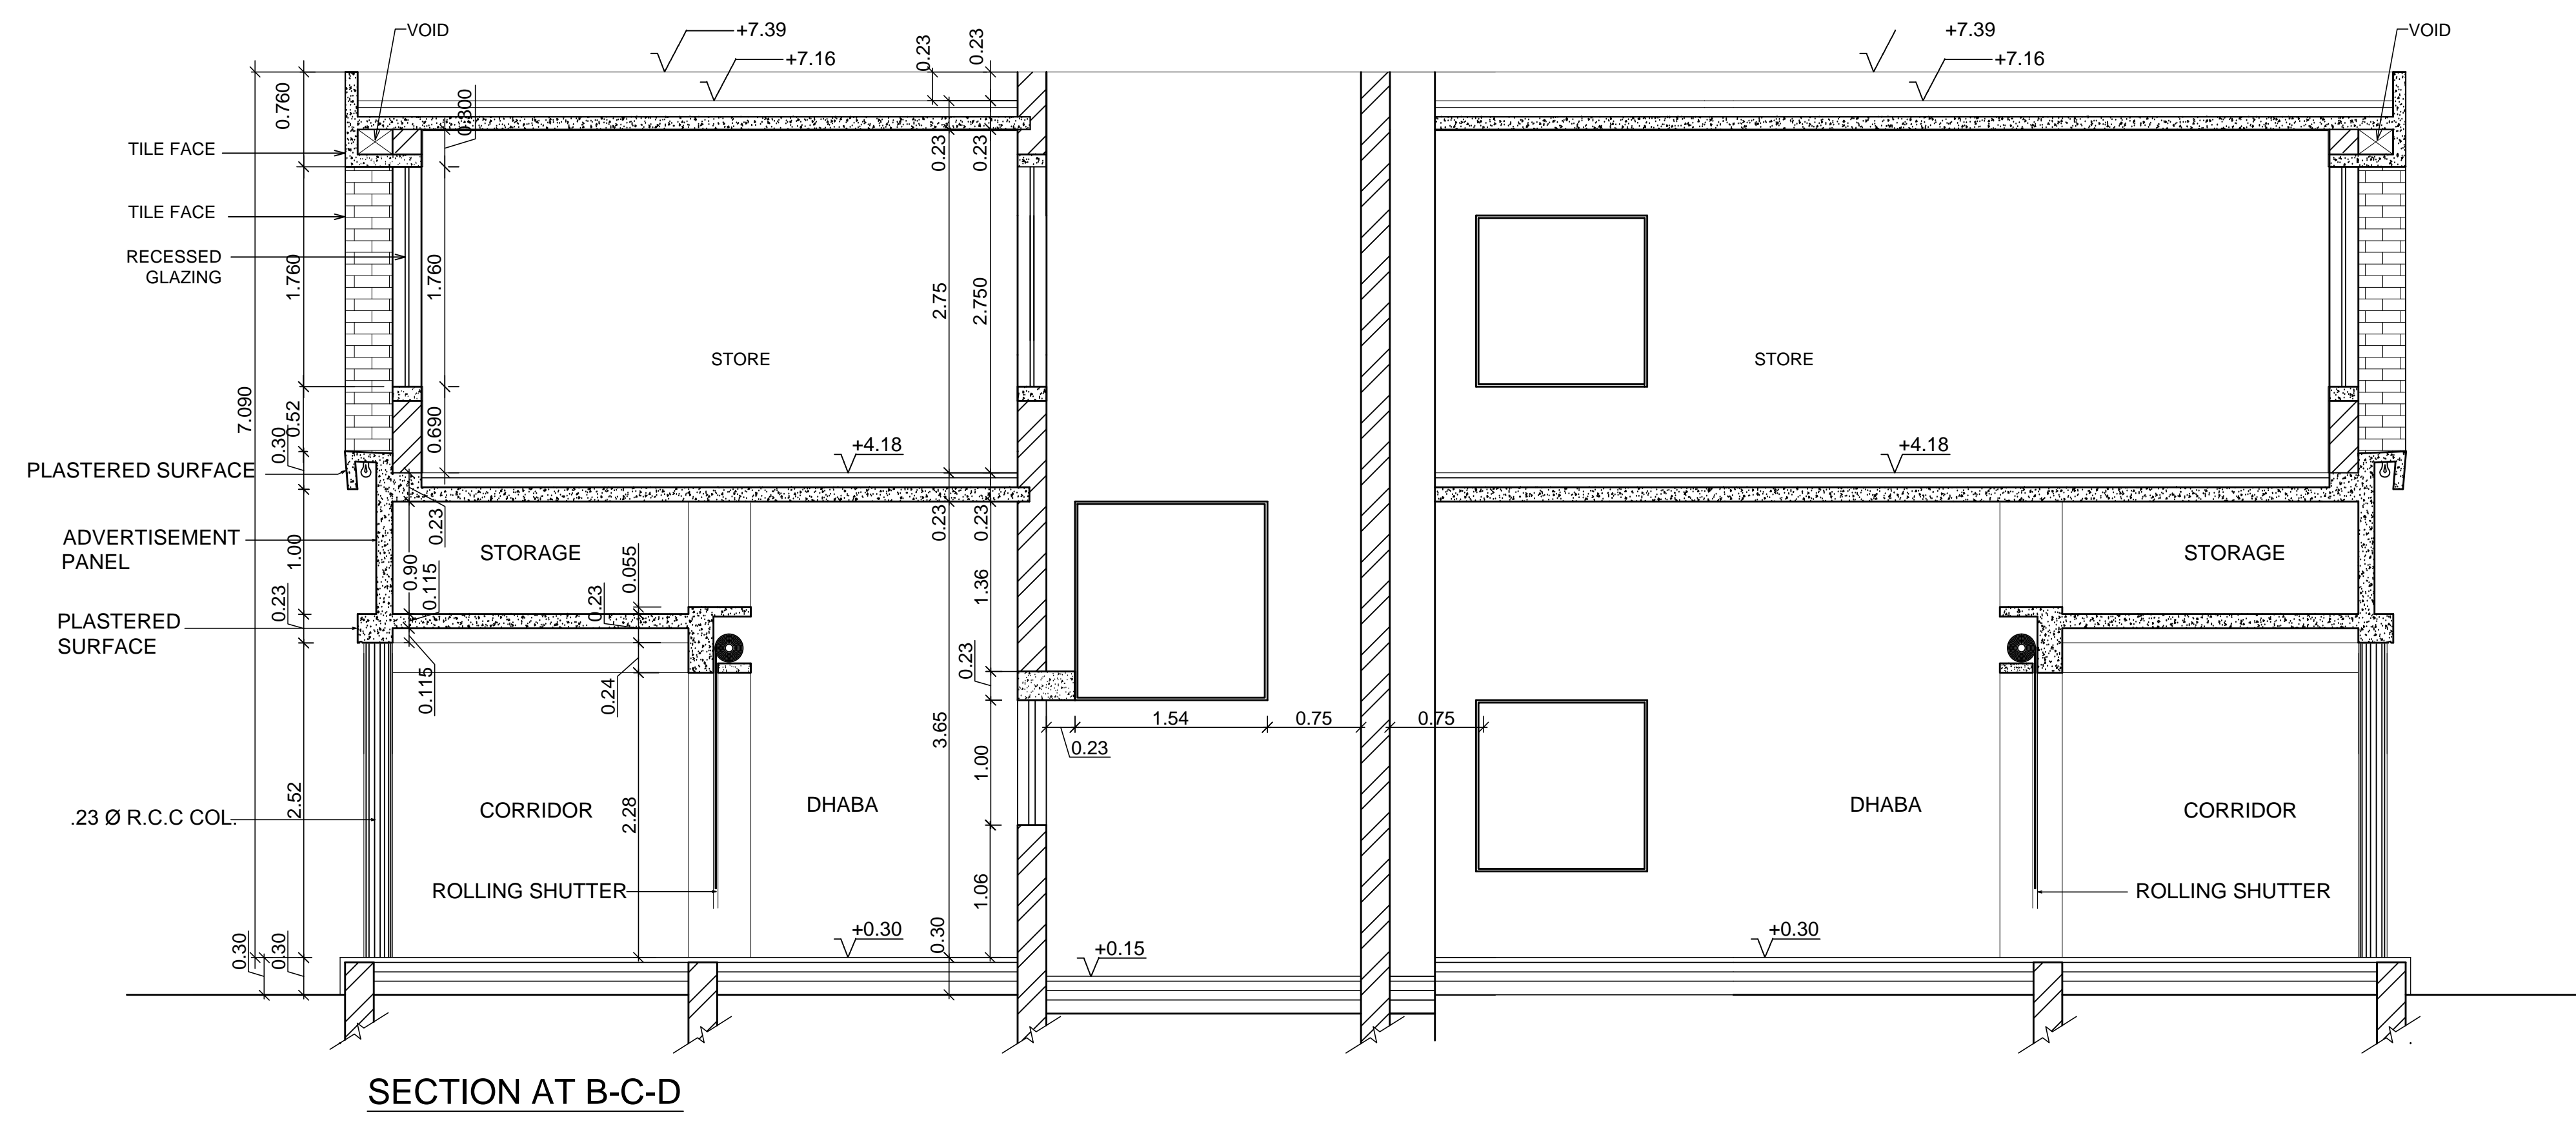 VOID
+7.39
+7.16
0.23
0.23
+7.39
+7.16
VOID
0.760
0.300
TILE FACE
0.23
0.23
TILE FACE
RECESSED
GLAZING
1.760
1.760
2.75
2.750
STORE
STORE
7.090
0.52
0.30
0.690
+4.18
+4.18
PLASTERED SURFACE
0.23
0.23
0.23
ADVERTISEMENT
PANEL
1.00
0.90
0.115
STORAGE
0.055
STORAGE
0.23
0.23
1.36
PLASTERED
SURFACE
0.115
0.24
0.23
3.65
1.54
0.75
0.75
0.23
1.00
2.52
.23 Ø R.C.C COL.
CORRIDOR
2.28
DHABA
DHABA
CORRIDOR
ROLLING SHUTTER
1.06
ROLLING SHUTTER
0.30
0.30
+0.30
0.30
+0.15
+0.30
SECTION AT B-C-D